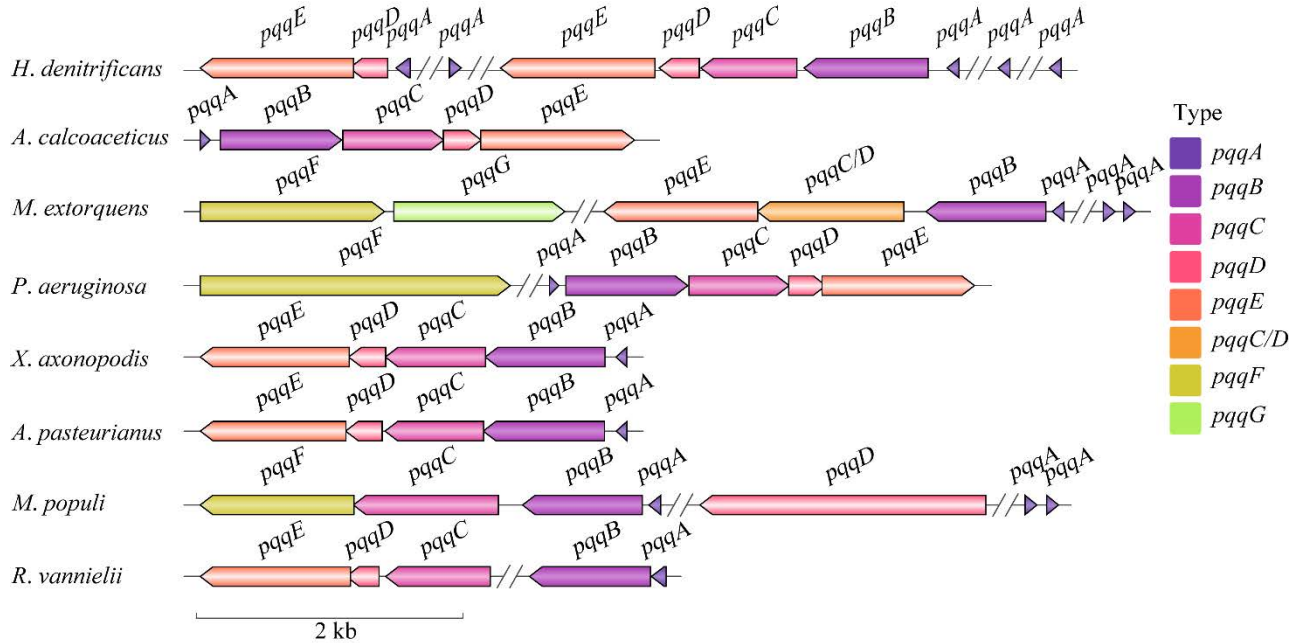 pqqE pqqD pqqA pqqA pqqE pqqD pqqC pqqB pqqA pqqA pqqA
H. denitrificans
pqqA pqqB pqqC pqqD pqqE
A. calcoaceticus
pqqF pqqG pqqE pqqC/D pqqB pqqA pqqA pqqA
M. extorquens
pqqF pqqA pqqB pqqC pqqD pqqE
P. aeruginosa
pqqE pqqD pqqC pqqB pqqA
X. axonopodis
pqqE pqqD pqqC pqqB pqqA
A. pasteurianus
pqqF pqqC pqqB pqqA pqqD pqqA pqqA
M. populi
pqqE pqqD pqqC pqqB pqqA
R. vannielii
2 kb
Type
pqqA
pqqB
pqqC
pqqD
pqqE
pqqC/D
pqqF
pqqG